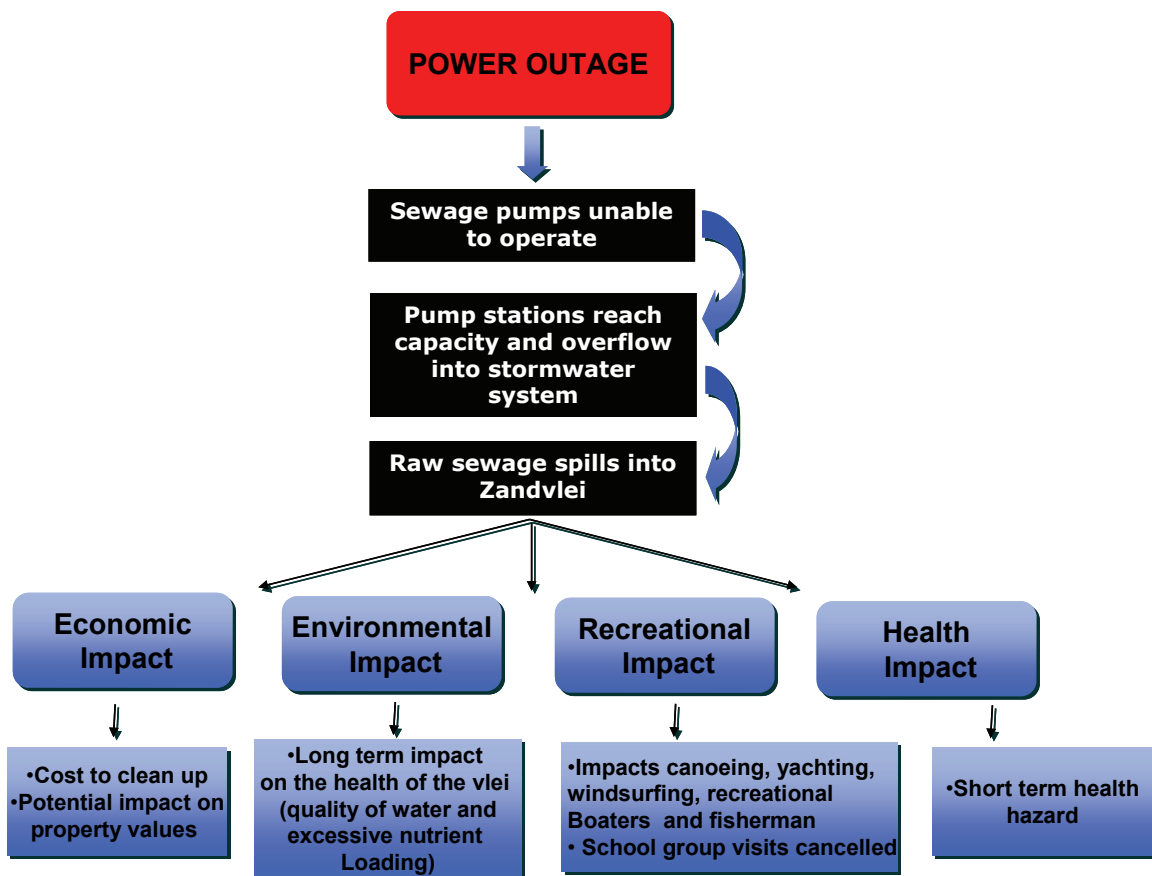 POWER OUTAGE
Sewage pumps unable
to operate
Pump stations reach
capacity and overflow
into stormwater
system
Raw sewage spills into
Zandvlei
Economic
Impact
Environmental
Impact
Recreational
Impact
Health
Impact
•Cost to clean up
•Potential impact on
property values
•Long term impact
on the health of the vlei
(quality of water and
excessive nutrient
Loading)
•Impacts canoeing, yachting,
windsurfing, recreational
Boaters and fisherman
• School group visits cancelled
•Short term health
hazard